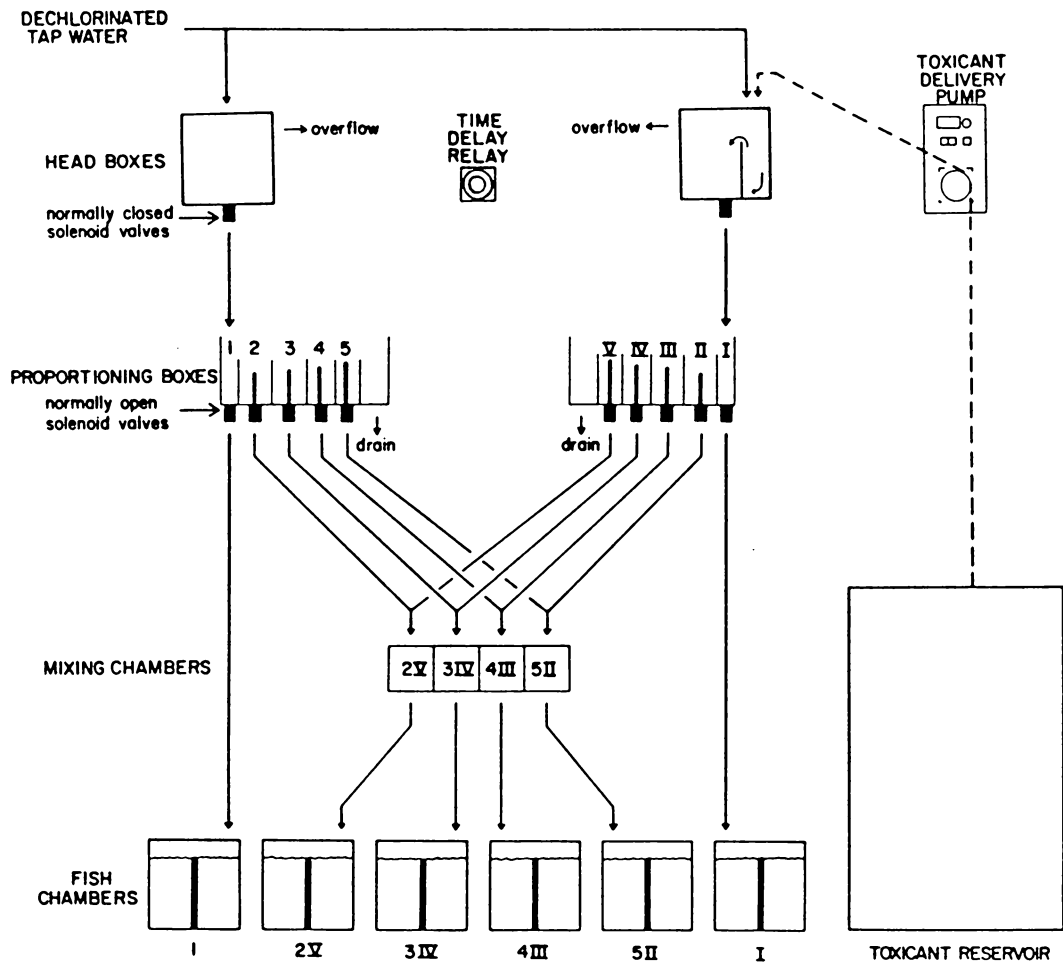 DECHLORINATED
TAP WATER
TOXICANT
DELIVERY
PUMP
TIME
DELAY
RELAY
overflow
overflow
HEAD BOXES
normally closed
solenoid valves
1 2 3 4 5
V IV III II I
PROPORTIONING BOXES
normally open
solenoid valves
drain
drain
MIXING CHAMBERS
2V 3IV 4III 5II
FISH
CHAMBERS
1 2V 3IV 4III 5II I
TOXICANT RESERVOIR